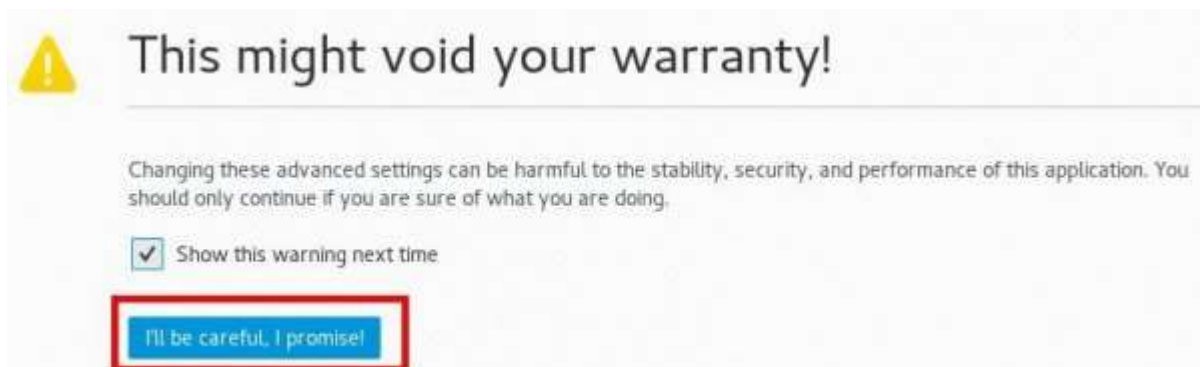 This might void your warranty!
Changing these advanced settings can be harmful to the stability, security, and performance of this application. You
should only continue if you are sure of what you are doing.
Show this warning next time
I'll be careful, I promise!